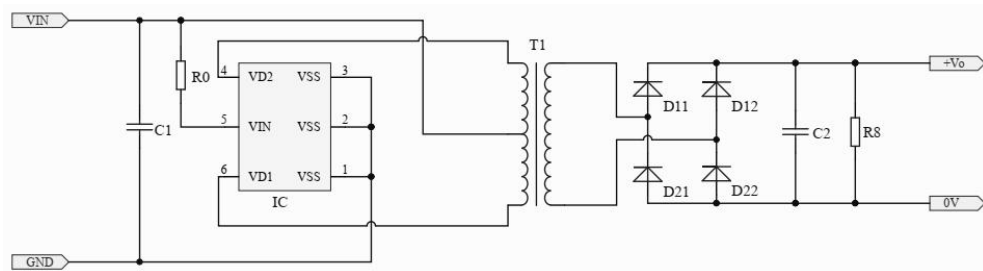 VIN
T1
4 VD2 VSS 3
R0
+Vo
D11 D12
C1
5 VIN VSS 2
C2 R8
6 VD1 VSS 1
D21 D22
IC
0V
GND